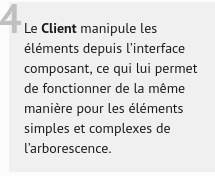 4
Le Client manipule les
éléments depuis l'interface
composant, ce qui lui permet
de fonctionner de la même
manière pour les éléments
simples et complexes de
l'arborescence.